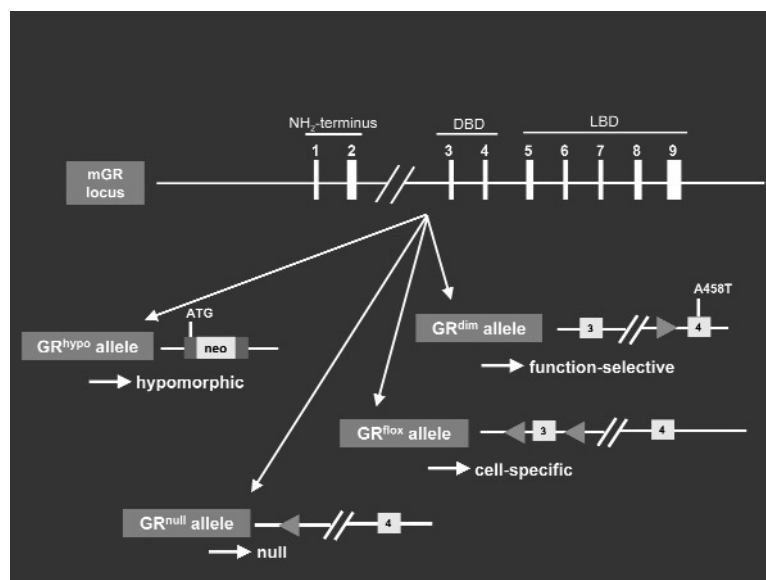 NH₂-terminus DBD LBD
1 2 3 4 5 6 7 8 9
mGR
locus
A458T
ATG
GRᵈⁱᵐ allele 3 4
GRʰʸᵖᵒ allele neo
function-selective
hypomorphic
GRᶠˡᵒˣ allele 3 4
cell-specific
GRⁿᵘˡˡ allele 4
null